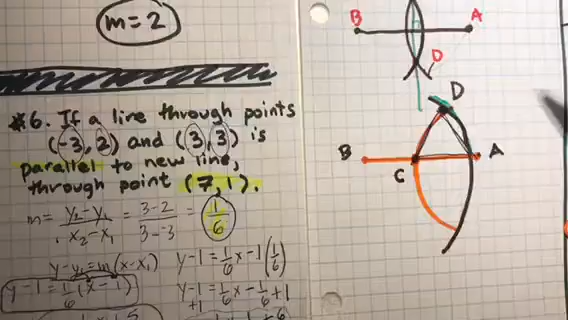 m=2
#6. If a line through points
(-3,2) and (3,3) is
parallel to new line,
through point (7,1).
m = y₂-y₁ / x₂-x₁ = 3-2 / 3--3 = 1/6
y-y₁=m(x-x₁)
y-1=1/6(x-1)
y-1=1/6x-1(1/6)
y-1=1/6x-1/6+1
+1
B
A
D
D
B
C
A